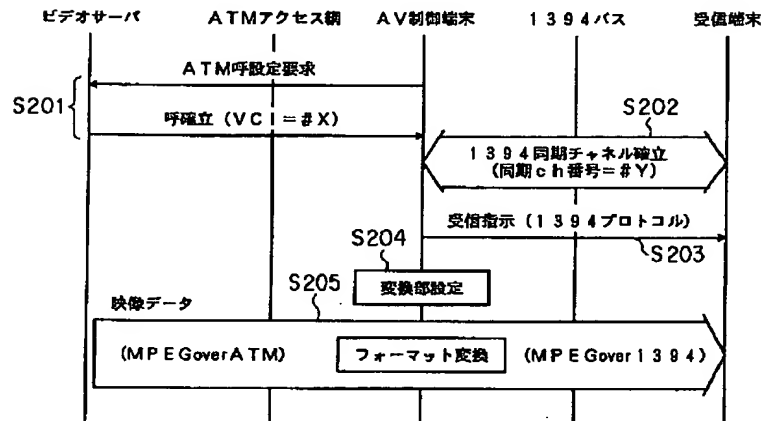 ビデオサーバ ATMアクセス網 AV制御端末 1394バス 受信端末
ATM呼設定要求
S201
呼確立(VCI=#X)
S202
1394同期チャネル確立
(同期ch番号=#Y)
受信指示(1394プロトコル)
S203
S204
変換部設定
S205
映像データ
(MPEGoverATM) フォーマット変換 (MPEGover1394)